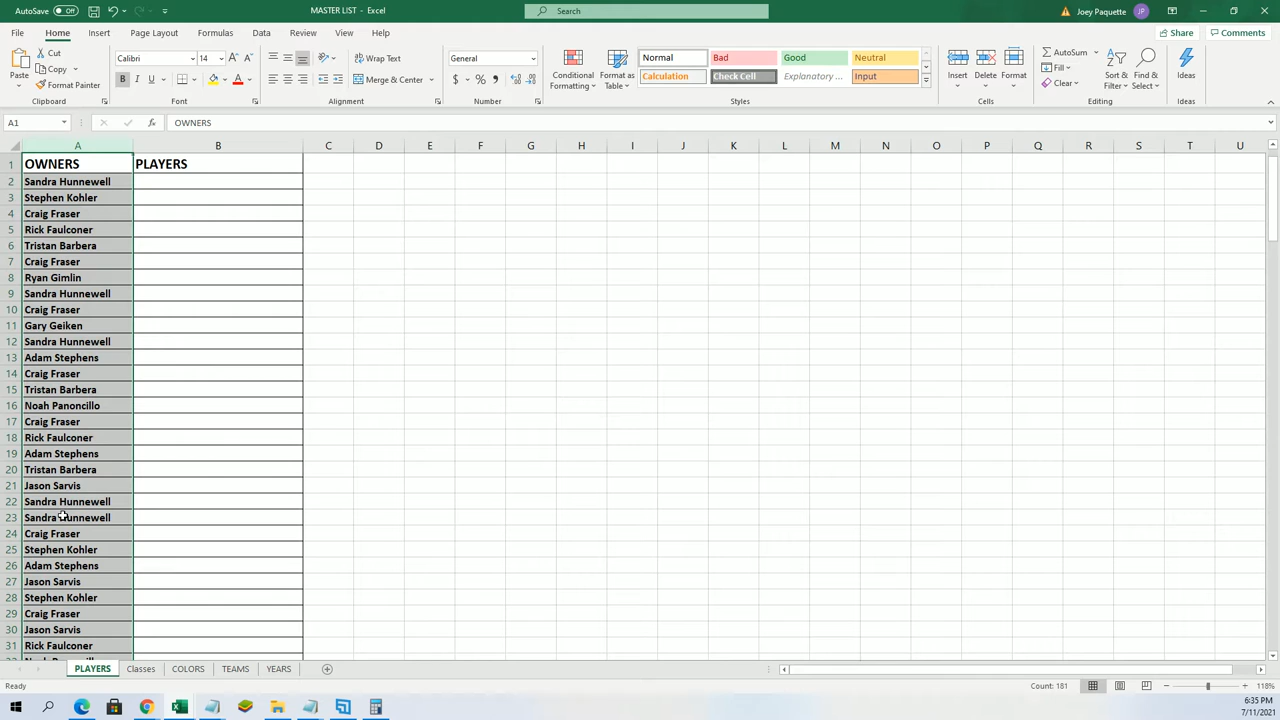 AutoSave Off MASTER LIST - Excel Search Joey Paquette JP
File Home Insert Page Layout Formulas Data Review View Help Share Comments
Paste Cut Copy Format Painter Clipboard
Calibri 14 A A B I U A Font
ab Wrap Text Merge & Center Alignment
General $ % , Number
Conditional Formatting Format as Table
Normal Bad Good Neutral
Calculation Check Cell Explanatory ... Input
Styles
Insert Delete Format Cells
AutoSum Fill Clear Sort & Filter Find & Select Editing
Ideas Ideas
A1 fx OWNERS
A B C D E F G H I J K L M N O P Q R S T U
1 OWNERS PLAYERS
2 Sandra Hunnewell
3 Stephen Kohler
4 Craig Fraser
5 Rick Faulconer
6 Tristan Barbera
7 Craig Fraser
8 Ryan Gimlin
9 Sandra Hunnewell
10 Craig Fraser
11 Gary Geiken
12 Sandra Hunnewell
13 Adam Stephens
14 Craig Fraser
15 Tristan Barbera
16 Noah Panoncillo
17 Craig Fraser
18 Rick Faulconer
19 Adam Stephens
20 Tristan Barbera
21 Jason Sarvis
22 Sandra Hunnewell
23 Sandra Hunnewell
24 Craig Fraser
25 Stephen Kohler
26 Adam Stephens
27 Jason Sarvis
28 Stephen Kohler
29 Craig Fraser
30 Jason Sarvis
31 Rick Faulconer
PLAYERS Classes COLORS TEAMS YEARS
Ready Count: 181 118%
6:35 PM
7/11/2021